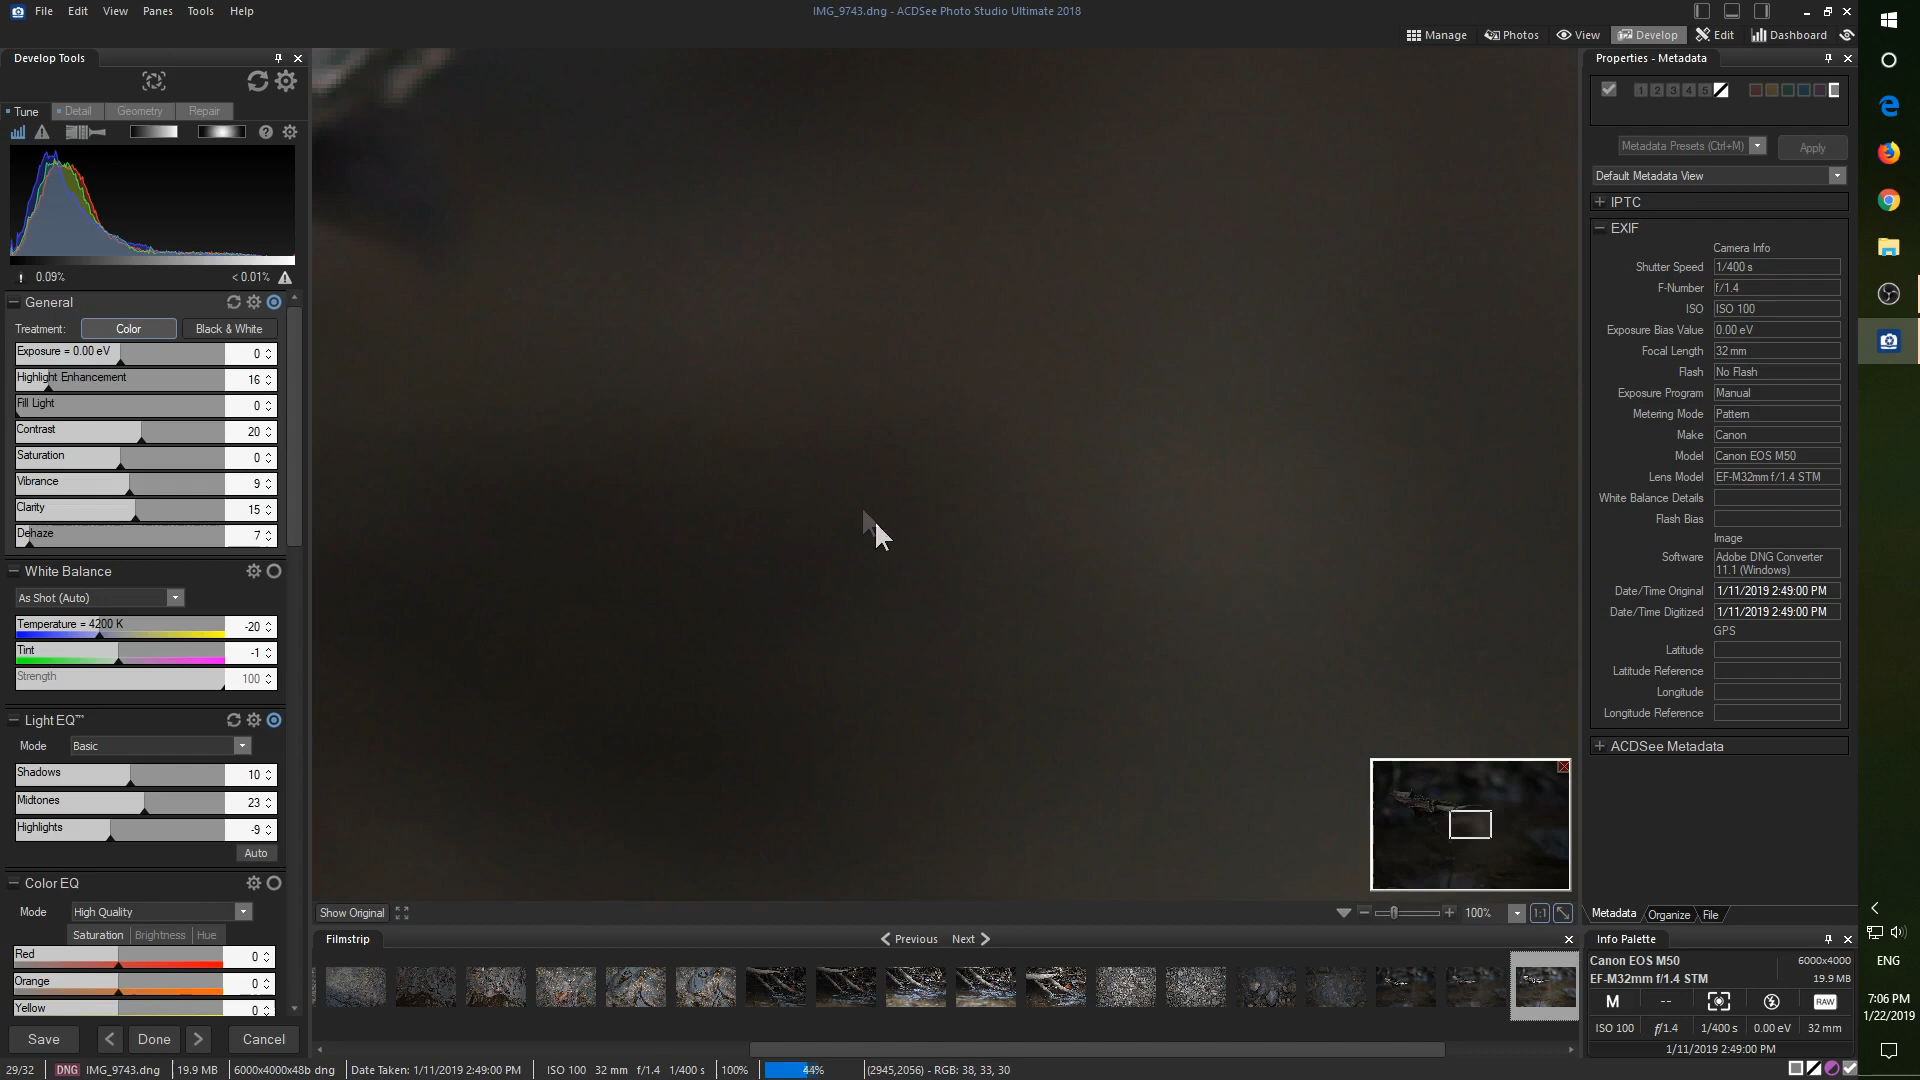 File Edit View Panes Tools Help
IMG_9743.dng - ACDSee Photo Studio Ultimate 2018
Manage Photos View Develop Edit Dashboard
Develop Tools
Tune Detail Geometry Repair
0.09% < 0.01%
General
Treatment: Color Black & White
Exposure = 0.00 eV 0
Highlight Enhancement 16
Fill Light 0
Contrast 20
Saturation 0
Vibrance 9
Clarity 15
Dehaze 7
White Balance
As Shot (Auto)
Temperature = 4200 K -20
Tint -1
Strength 100
Light EQ™
Mode Basic
Shadows 10
Midtones 23
Highlights -9
Auto
Color EQ
Mode High Quality
Saturation Brightness Hue
Red 0
Orange 0
Yellow 0
Save Done Cancel
Show Original
100% 1:1
Filmstrip
Previous Next
Properties - Metadata
1 2 3 4 5
Metadata Presets (Ctrl+M) Apply
Default Metadata View
IPTC
EXIF
Camera Info
Shutter Speed 1/400 s
F-Number f/1.4
ISO ISO 100
Exposure Bias Value 0.00 eV
Focal Length 32 mm
Flash No Flash
Exposure Program Manual
Metering Mode Pattern
Make Canon
Model Canon EOS M50
Lens Model EF-M32mm f/1.4 STM
White Balance Details
Flash Bias
Image
Software Adobe DNG Converter
11.1 (Windows)
Date/Time Original 1/11/2019 2:49:00 PM
Date/Time Digitized 1/11/2019 2:49:00 PM
GPS
Latitude
Latitude Reference
Longitude
Longitude Reference
ACDSee Metadata
Metadata Organize File
Info Palette
Canon EOS M50 6000x4000
EF-M32mm f/1.4 STM 19.9 MB
M -- RAW
ISO 100 f/1.4 1/400 s 0.00 eV 32 mm
1/11/2019 2:49:00 PM
29/32 DNG IMG_9743.dng 19.9 MB 6000x4000x48b dng Date Taken: 1/11/2019 2:49:00 PM ISO 100 32 mm f/1.4 1/400 s 100% 44% (2945,2056) - RGB: 38, 33, 30
ENG
7:06 PM
1/22/2019